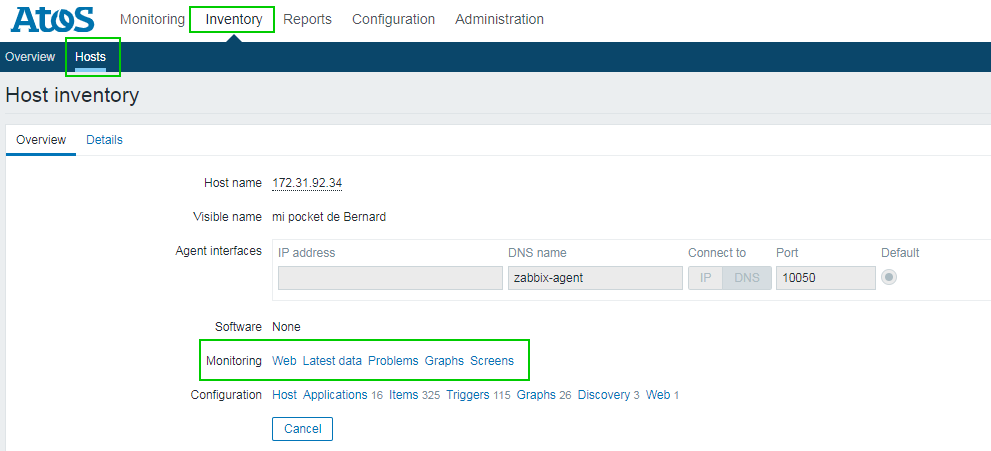 Atos Monitoring Inventory Reports Configuration Administration
Overview Hosts
Host inventory
Overview Details
Host name 172.31.92.34
Visible name mi pocket de Bernard
Agent interfaces IP address DNS name Connect to Port Default
zabbix-agent IP DNS 10050
Software None
Monitoring Web Latest data Problems Graphs Screens
Configuration Host Applications 16 Items 325 Triggers 115 Graphs 26 Discovery 3 Web 1
Cancel